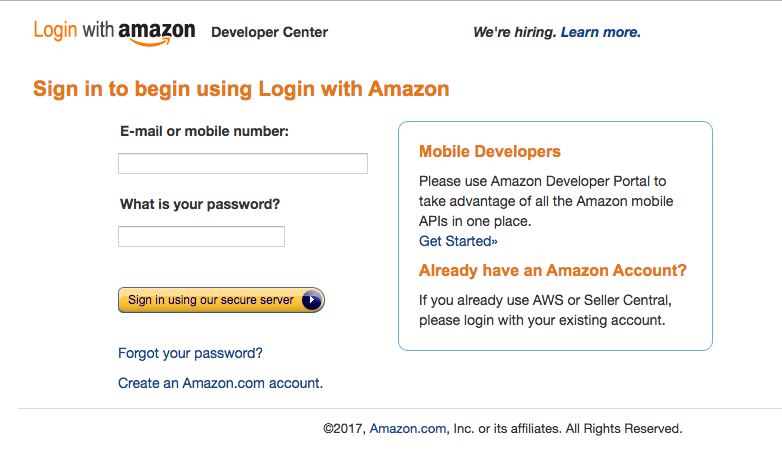 Login with amazon Developer Center
We're hiring. Learn more.
Sign in to begin using Login with Amazon
E-mail or mobile number:
What is your password?
Sign in using our secure server
Forgot your password?
Create an Amazon.com account.
Mobile Developers
Please use Amazon Developer Portal to
take advantage of all the Amazon mobile
APIs in one place.
Get Started»
Already have an Amazon Account?
If you already use AWS or Seller Central,
please login with your existing account.
©2017, Amazon.com, Inc. or its affiliates. All Rights Reserved.